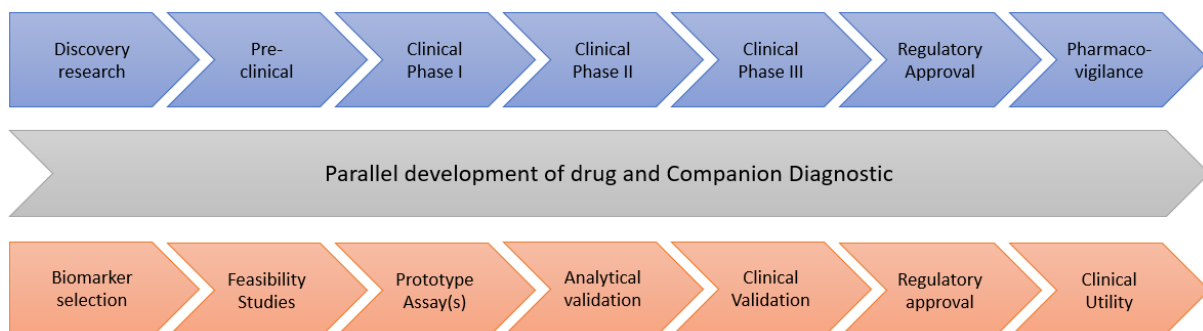 Discovery
research
Pre-
clinical
Clinical
Phase I
Clinical
Phase II
Clinical
Phase III
Regulatory
Approval
Pharmaco-
vigilance
Parallel development of drug and Companion Diagnostic
Biomarker
selection
Feasibility
Studies
Prototype
Assay(s)
Analytical
validation
Clinical
Validation
Regulatory
approval
Clinical
Utility